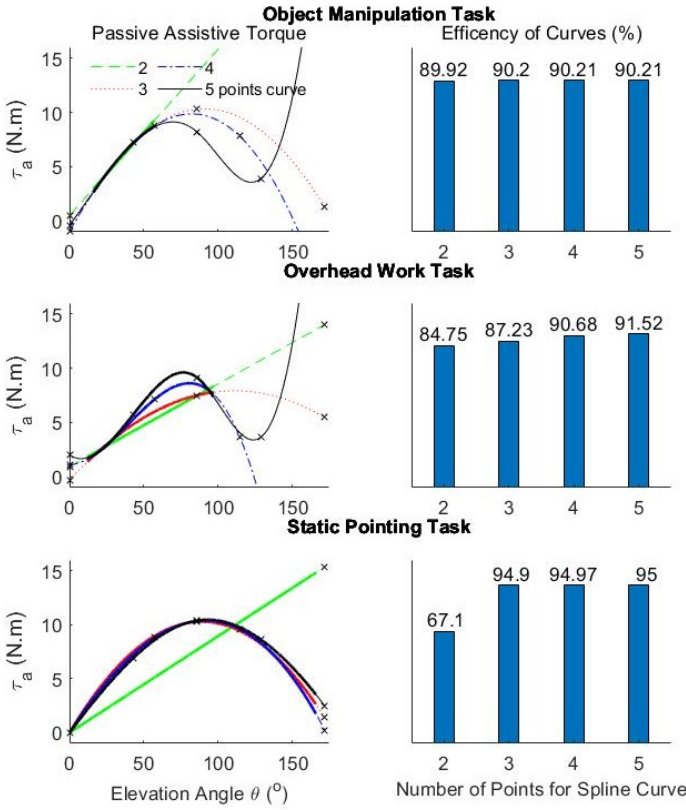 Object Manipulation Task
Passive Assistive Torque
Efficency of Curves (%)
2 4
3 5 points curve
15
10
5
0
τa (N.m)
0 50 100 150
89.92 90.2 90.21 90.21
2 3 4 5
Overhead Work Task
15
10
5
0
τa (N.m)
0 50 100 150
84.75 87.23 90.68 91.52
2 3 4 5
Static Pointing Task
15
10
5
0
τa (N.m)
0 50 100 150
Elevation Angle θ (o)
67.1 94.9 94.97 95
2 3 4 5
Number of Points for Spline Curve